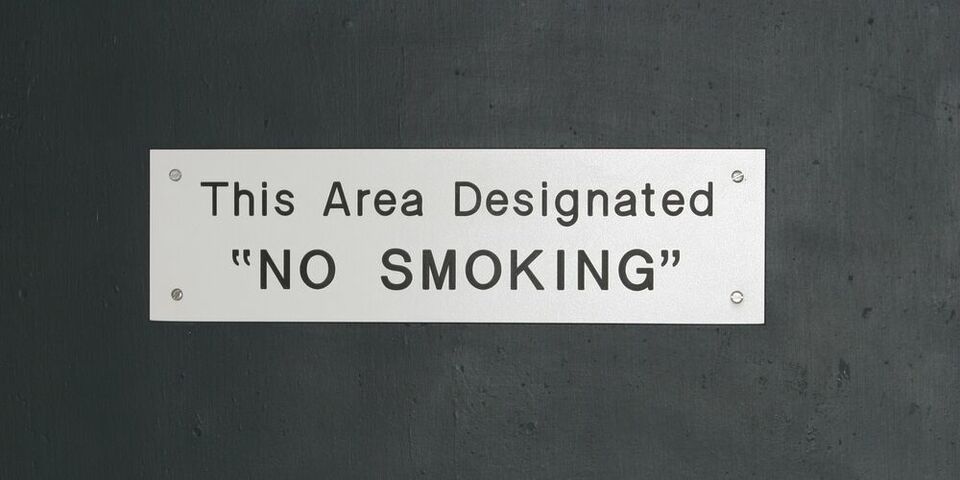 This Area Designated
“NO SMOKING”